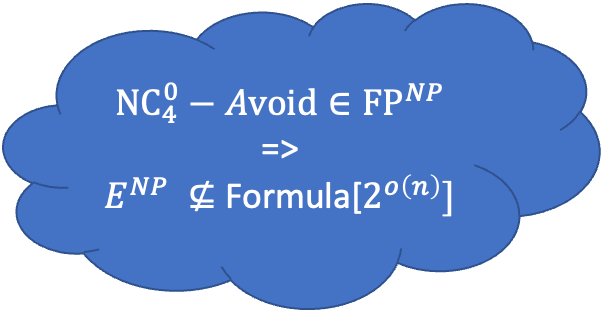 NC⁰₄ − Avoid ∈ FP^{NP}
=>
E^{NP} ⊈ Formula[2^{o(n)}]